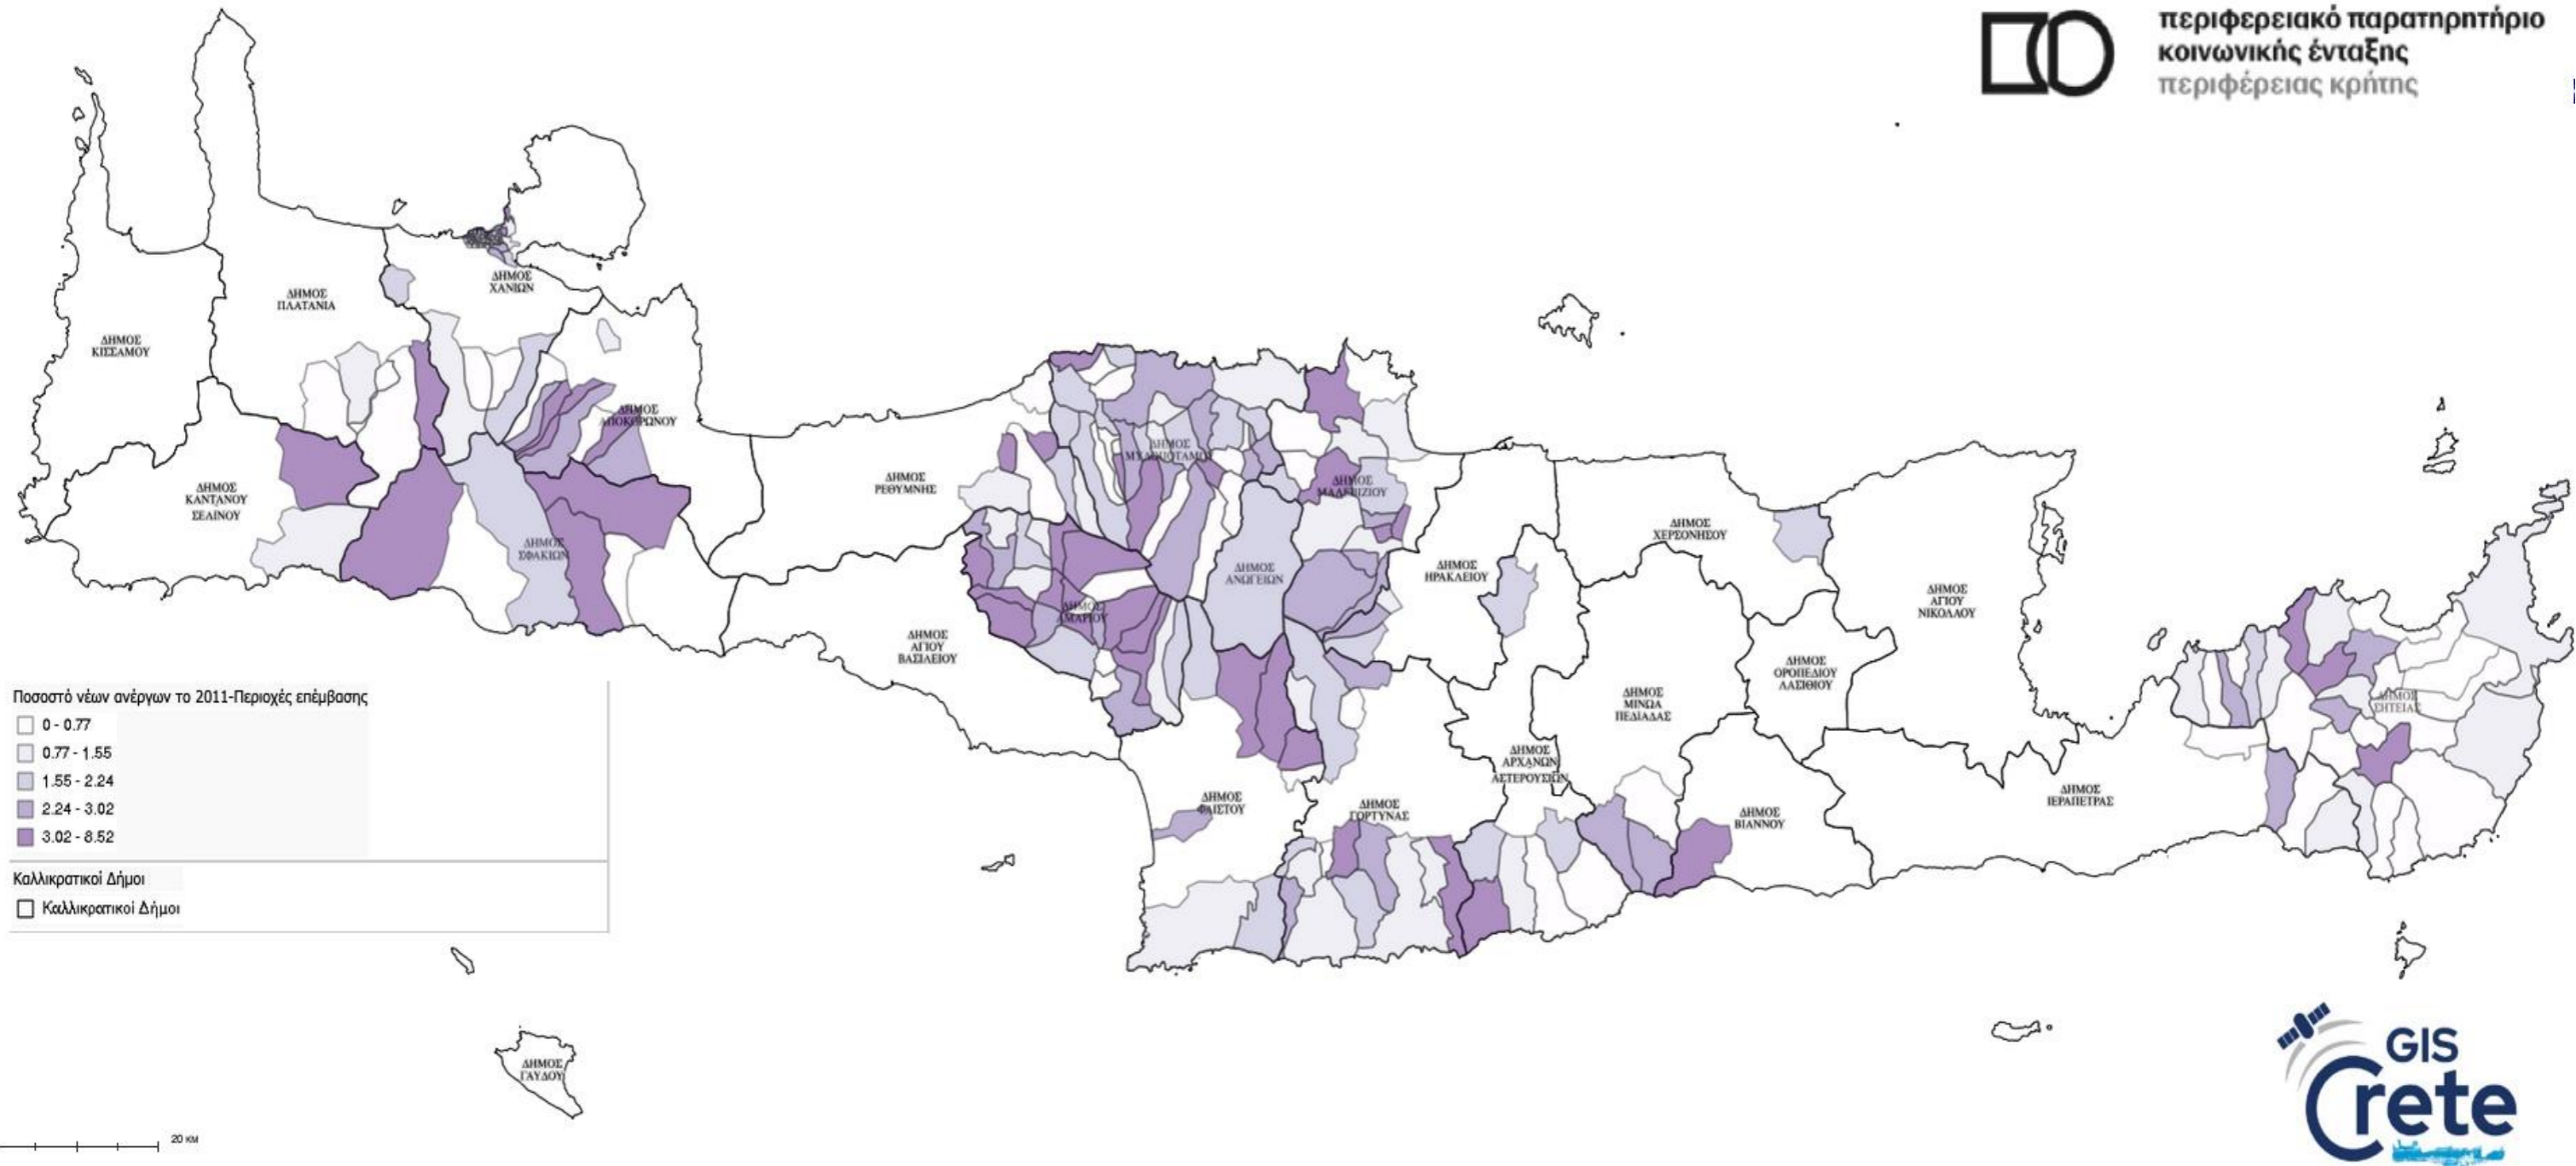 περιφερειακό παρατηρητήριο
κοινωνικής ένταξης
περιφέρειας κρήτης
ΔΗΜΟΣ
ΚΙΣΣΑΜΟΥ
ΔΗΜΟΣ
ΠΛΑΤΑΝΙΑ
ΔΗΜΟΣ
ΧΑΝΙΩΝ
ΔΗΜΟΣ
ΑΠΟΚΟΡΩΝΟΥ
ΔΗΜΟΣ
ΚΑΝΤΑΝΟΥ
ΣΕΛΙΝΟΥ
ΔΗΜΟΣ
ΣΦΑΚΙΩΝ
ΔΗΜΟΣ
ΡΕΘΥΜΝΗΣ
ΔΗΜΟΣ
ΜΥΛΟΠΟΤΑΜΟΥ
ΔΗΜΟΣ
ΜΑΛΕΒΙΖΙΟΥ
ΔΗΜΟΣ
ΑΝΩΓΕΙΩΝ
ΔΗΜΟΣ
ΑΜΑΡΙΟΥ
ΔΗΜΟΣ
ΑΓΙΟΥ
ΒΑΣΙΛΕΙΟΥ
ΔΗΜΟΣ
ΗΡΑΚΛΕΙΟΥ
ΔΗΜΟΣ
ΧΕΡΣΟΝΗΣΟΥ
ΔΗΜΟΣ
ΑΓΙΟΥ
ΝΙΚΟΛΑΟΥ
ΔΗΜΟΣ
ΟΡΟΠΕΔΙΟΥ
ΛΑΣΙΘΙΟΥ
ΔΗΜΟΣ
ΜΙΝΩΑ
ΠΕΔΙΑΔΑΣ
ΔΗΜΟΣ
ΣΗΤΕΙΑΣ
ΔΗΜΟΣ
ΑΡΧΑΝΩΝ
ΑΣΤΕΡΟΥΣΙΩΝ
ΔΗΜΟΣ
ΦΑΙΣΤΟΥ
ΔΗΜΟΣ
ΓΟΡΤΥΝΑΣ
ΔΗΜΟΣ
ΒΙΑΝΝΟΥ
ΔΗΜΟΣ
ΙΕΡΑΠΕΤΡΑΣ
ΔΗΜΟΣ
ΓΑΥΔΟΥ
Ποσοστό νέων ανέργων το 2011-Περιοχές επέμβασης
0 - 0.77
0.77 - 1.55
1.55 - 2.24
2.24 - 3.02
3.02 - 8.52
Καλλικρατικοί Δήμοι
Καλλικρατικοί Δήμοι
20 KM
GIS
Crete